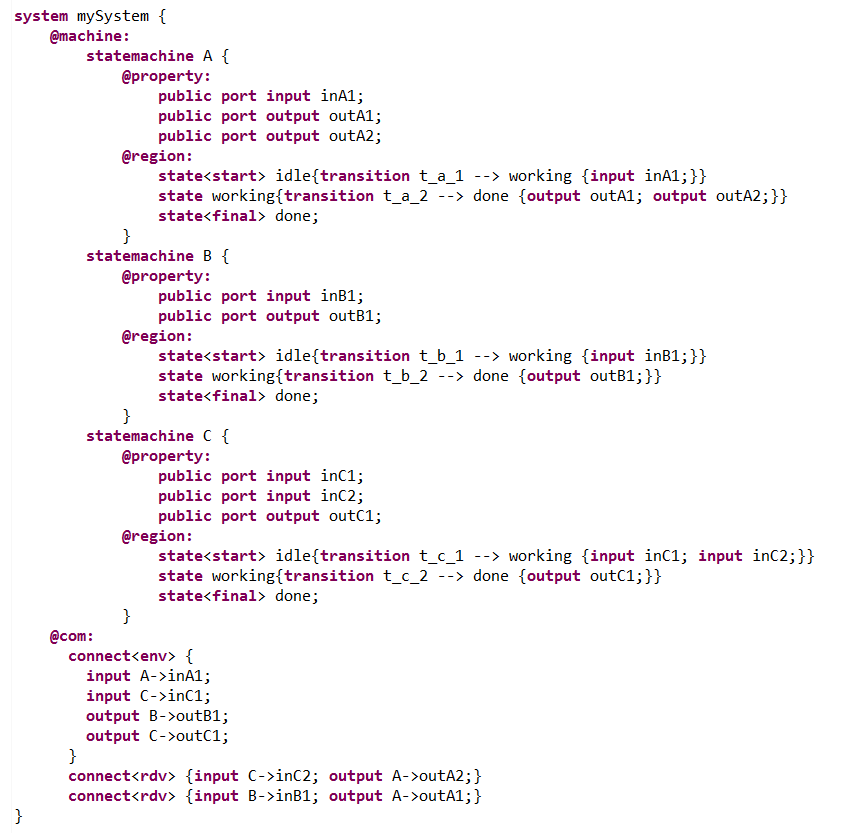 system mySystem {
@machine:
statemachine A {
@property:
public port input inA1;
public port output outA1;
public port output outA2;
@region:
state<start> idle{transition t_a_1 --> working {input inA1;}}
state working{transition t_a_2 --> done {output outA1; output outA2;}}
state<final> done;
}
statemachine B {
@property:
public port input inB1;
public port output outB1;
@region:
state<start> idle{transition t_b_1 --> working {input inB1;}}
state working{transition t_b_2 --> done {output outB1;}}
state<final> done;
}
statemachine C {
@property:
public port input inC1;
public port input inC2;
public port output outC1;
@region:
state<start> idle{transition t_c_1 --> working {input inC1; input inC2;}}
state working{transition t_c_2 --> done {output outC1;}}
state<final> done;
}
@com:
connect<env> {
input A->inA1;
input C->inC1;
output B->outB1;
output C->outC1;
}
connect<rdv> {input C->inC2; output A->outA2;}
connect<rdv> {input B->inB1; output A->outA1;}
}